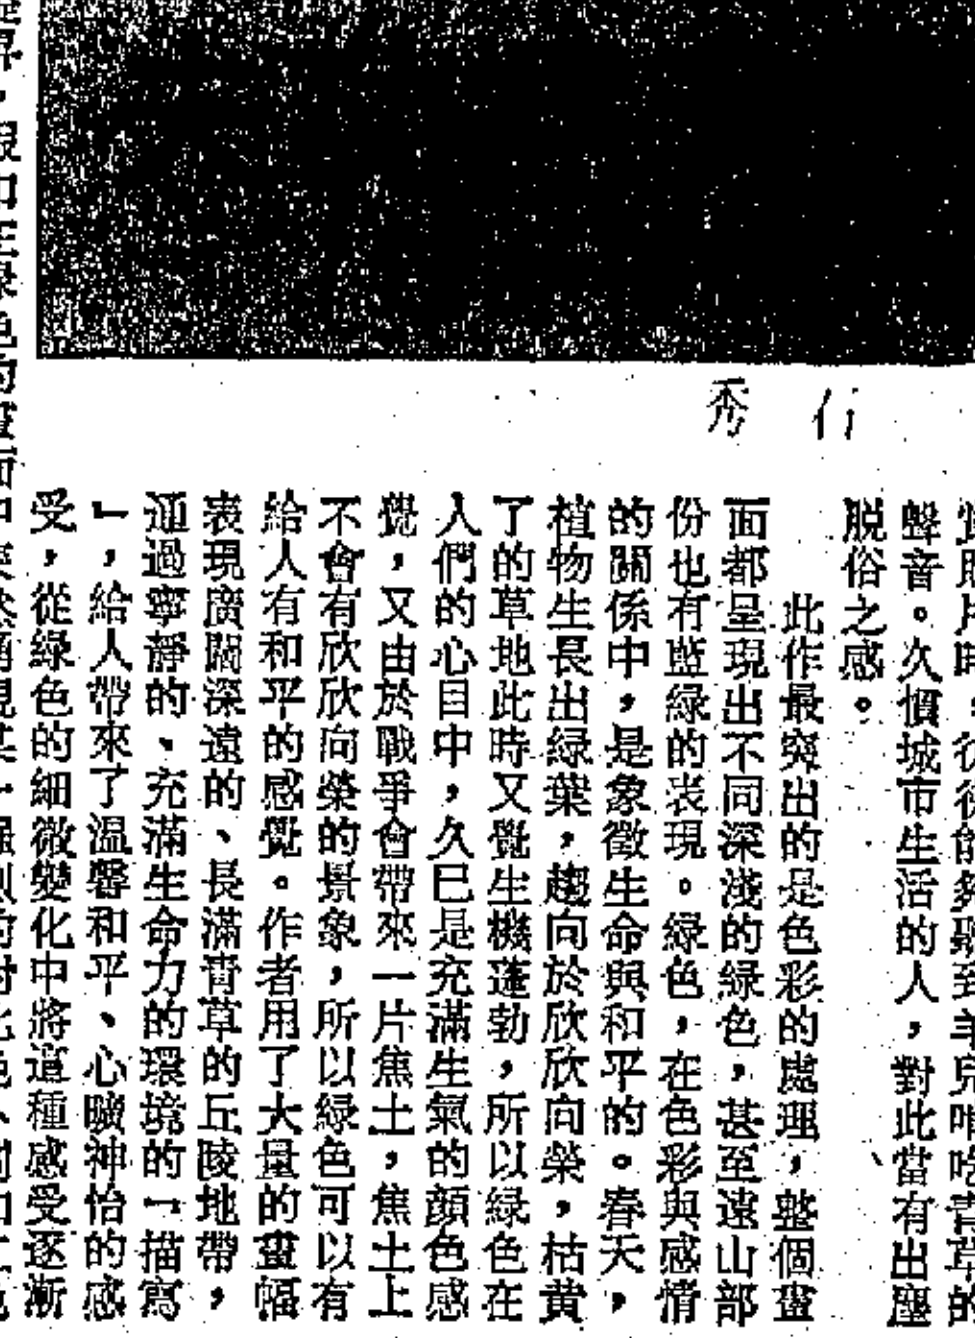 秀
時，彷彿能夠聽到羊兒啃吃青草的
聲音。久慣城市生活的人，對此當有出塵
脫俗之感。
此作最突出的是色彩的處理，整個畫
面都呈現出不同深淺的綠色，甚至遠山部
份也有藍綠的表現。綠色，在色彩與感情
的關係中，是象徵生命與和平的。春天，
植物生長出綠葉，趨向於欣欣向榮，枯黃
了的草地此時又覺生機蓬勃，所以綠色在
人們的心目中，久已是充滿生氣的顏色感
覺，又由於戰爭會帶來一片焦土，焦土上
不會有欣欣向榮的景象，所以綠色可以有
給人有和平的感覺。作者用了大量的畫幅
表現廣闊深遠的、長滿青草的丘陵地帶，
通過寧靜的、充滿生命力的環境的「描寫
」，給人帶來了溫馨和平、心曠神怡的感
受，從綠色的細微變化中將這種感受逐漸